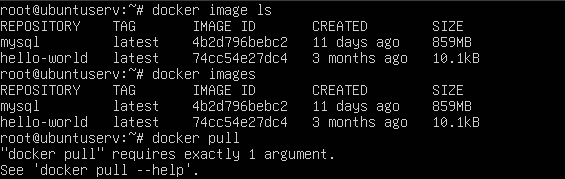 root@ubuntuserv:~# docker image ls
REPOSITORY TAG IMAGE ID CREATED SIZE
mysql latest 4b2d796bebc2 11 days ago 859MB
hello-world latest 74cc54e27dc4 3 months ago 10.1kB
root@ubuntuserv:~# docker images
REPOSITORY TAG IMAGE ID CREATED SIZE
mysql latest 4b2d796bebc2 11 days ago 859MB
hello-world latest 74cc54e27dc4 3 months ago 10.1kB
root@ubuntuserv:~# docker pull
"docker pull" requires exactly 1 argument.
See 'docker pull --help'.